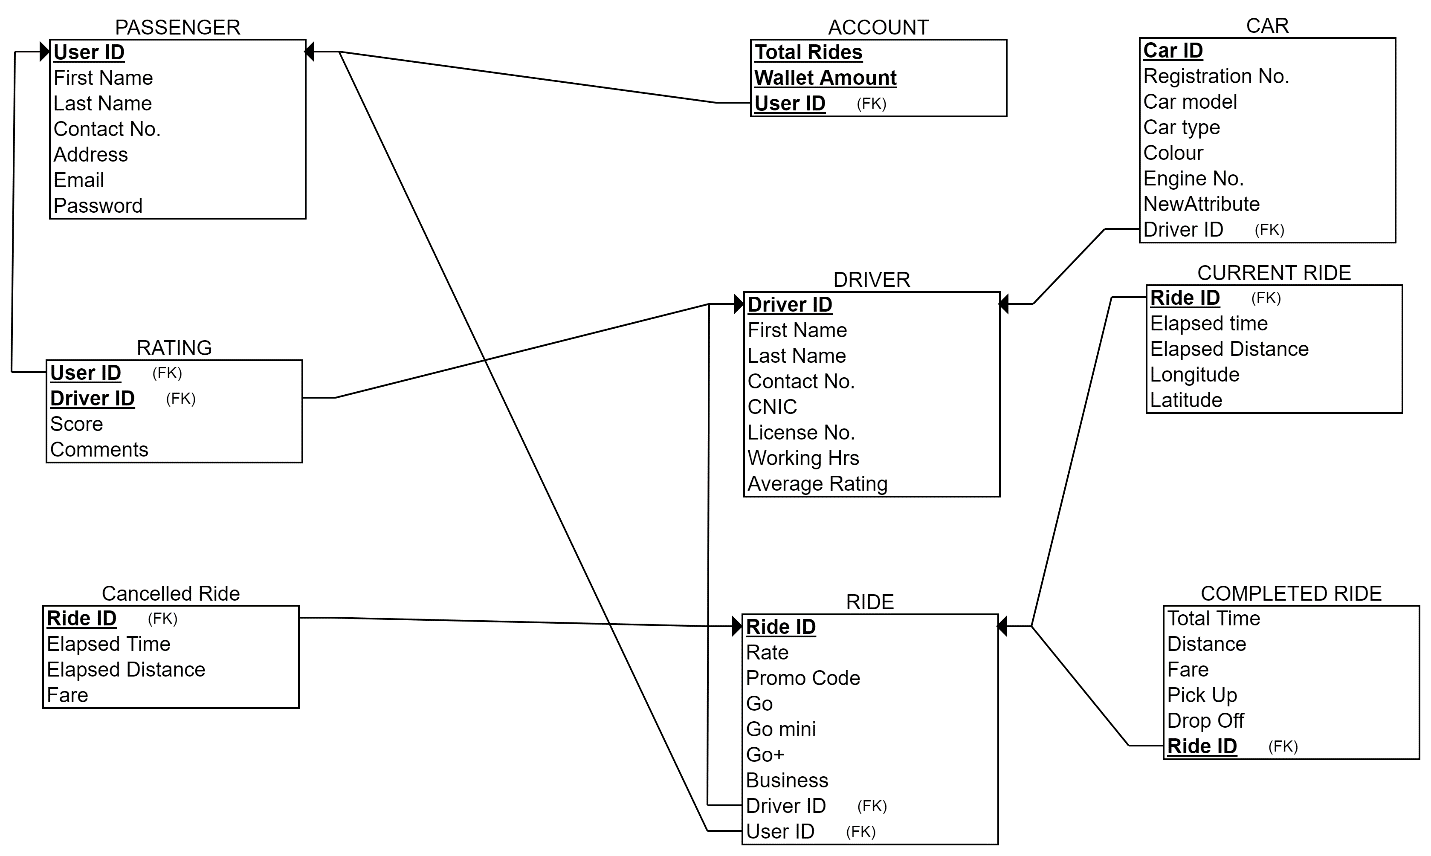 PASSENGER
User ID
First Name
Last Name
Contact No.
Address
Email
Password
ACCOUNT
Total Rides
Wallet Amount
User ID (FK)
CAR
Car ID
Registration No.
Car model
Car type
Colour
Engine No.
NewAttribute
Driver ID (FK)
RATING
User ID (FK)
Driver ID (FK)
Score
Comments
DRIVER
Driver ID
First Name
Last Name
Contact No.
CNIC
License No.
Working Hrs
Average Rating
CURRENT RIDE
Ride ID (FK)
Elapsed time
Elapsed Distance
Longitude
Latitude
Cancelled Ride
Ride ID (FK)
Elapsed Time
Elapsed Distance
Fare
RIDE
Ride ID
Rate
Promo Code
Go
Go mini
Go+
Business
Driver ID (FK)
User ID (FK)
COMPLETED RIDE
Total Time
Distance
Fare
Pick Up
Drop Off
Ride ID (FK)